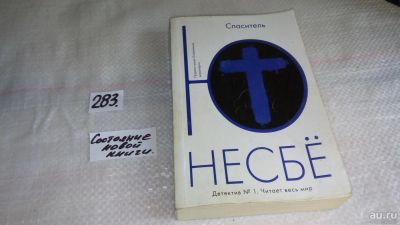 283.
Состояние
новой
книги.
Спаситель
Ю
НЕСБЁ
Детектив № 1. Читает весь мир
au.ru